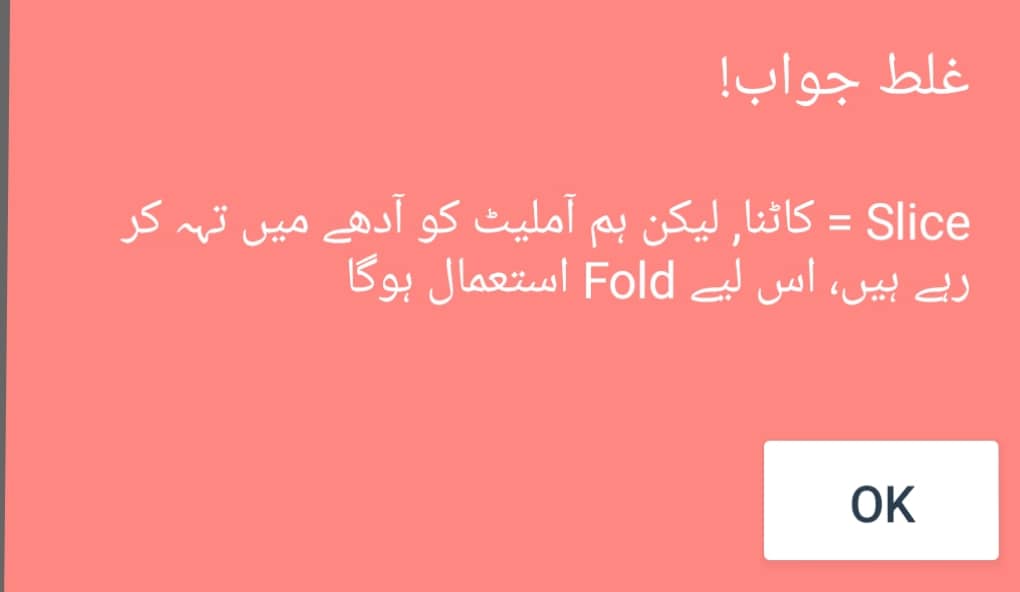 غلط جواب!
Slice = کاٹنا, لیکن ہم آملیٹ کو آدھے میں تہہ کر
رہے ہیں، اس لیے Fold استعمال ہوگا
OK